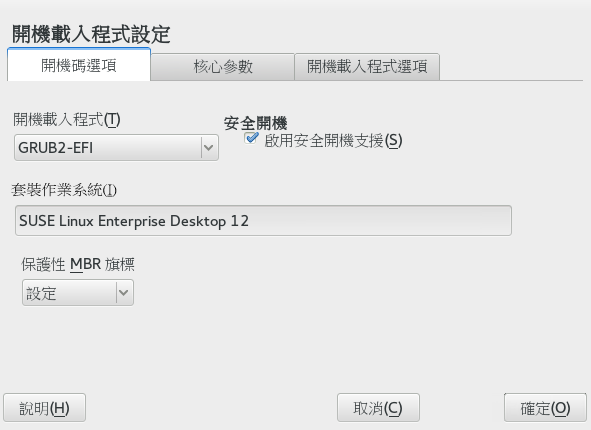 開機載入程式設定
開機碼選項 核心參數 開機載入程式選項
開機載入程式(T) 安全開機
GRUB2-EFI 啟用安全開機支援(S)
套裝作業系統(I)
SUSE Linux Enterprise Desktop 12
保護性 MBR 旗標
設定
說明(H) 取消(C) 確定(O)